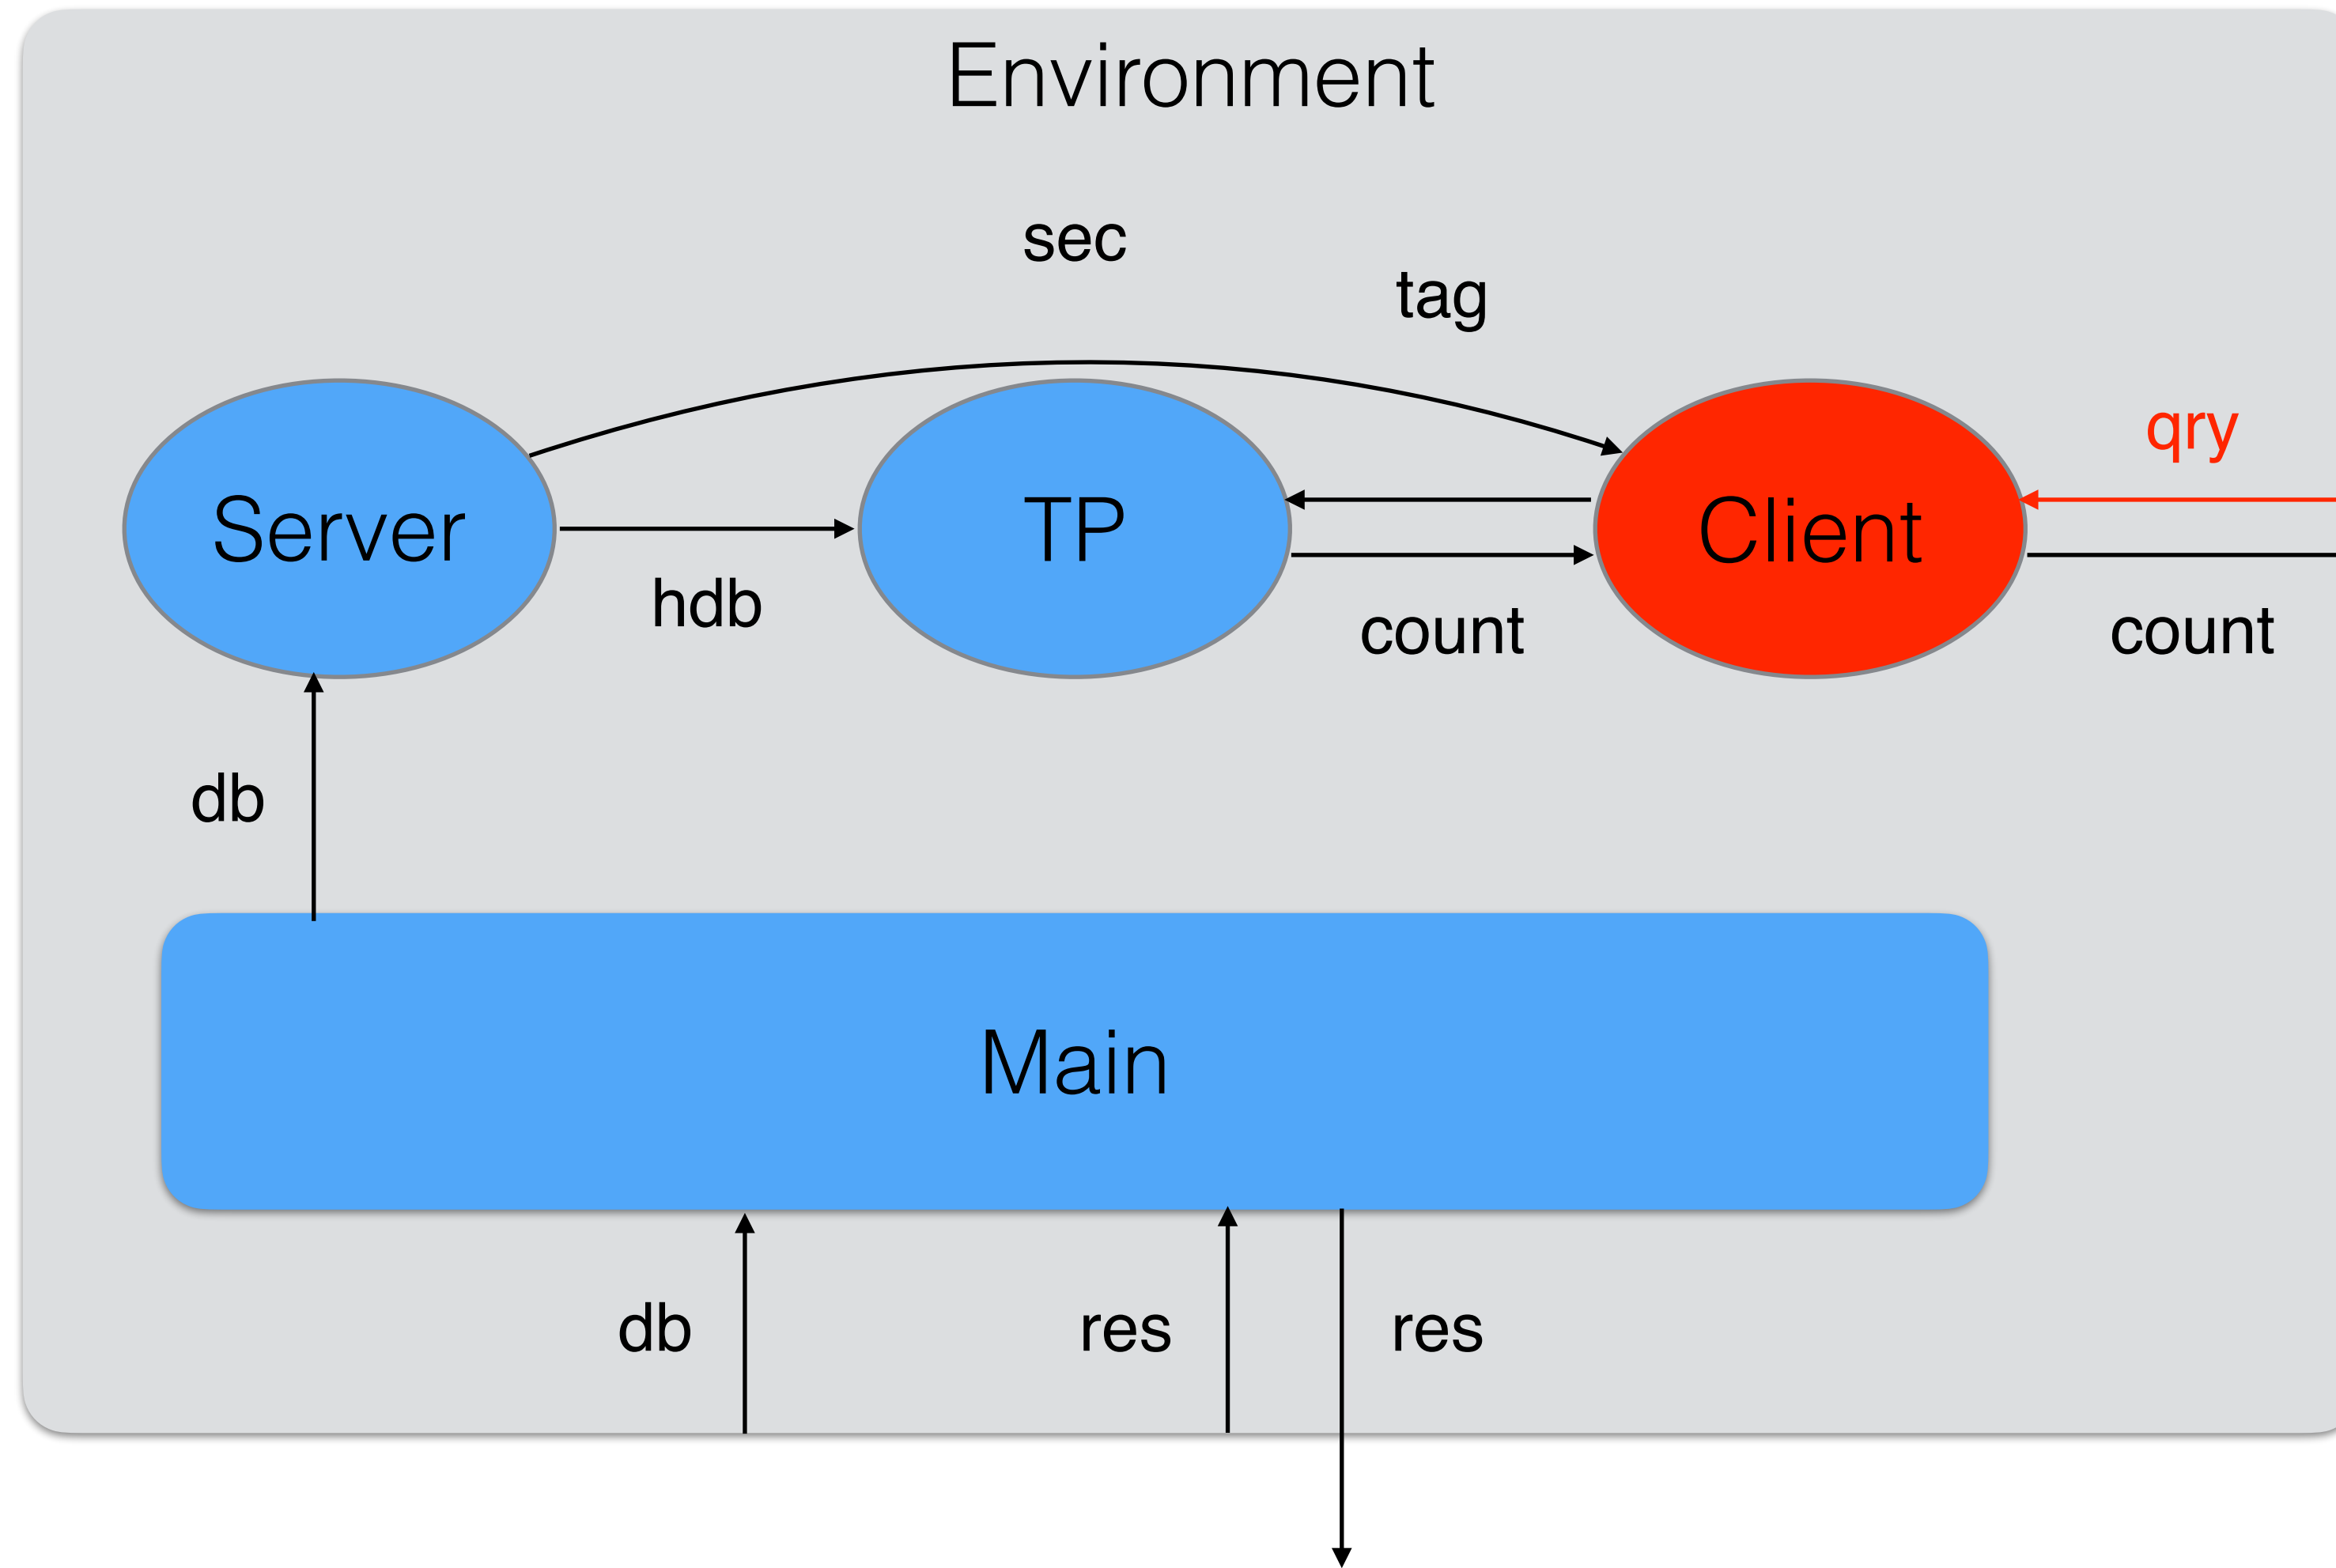 Environment
sec
tag
qry
Server
TP
Client
hdb
count
count
db
Main
db
res
res